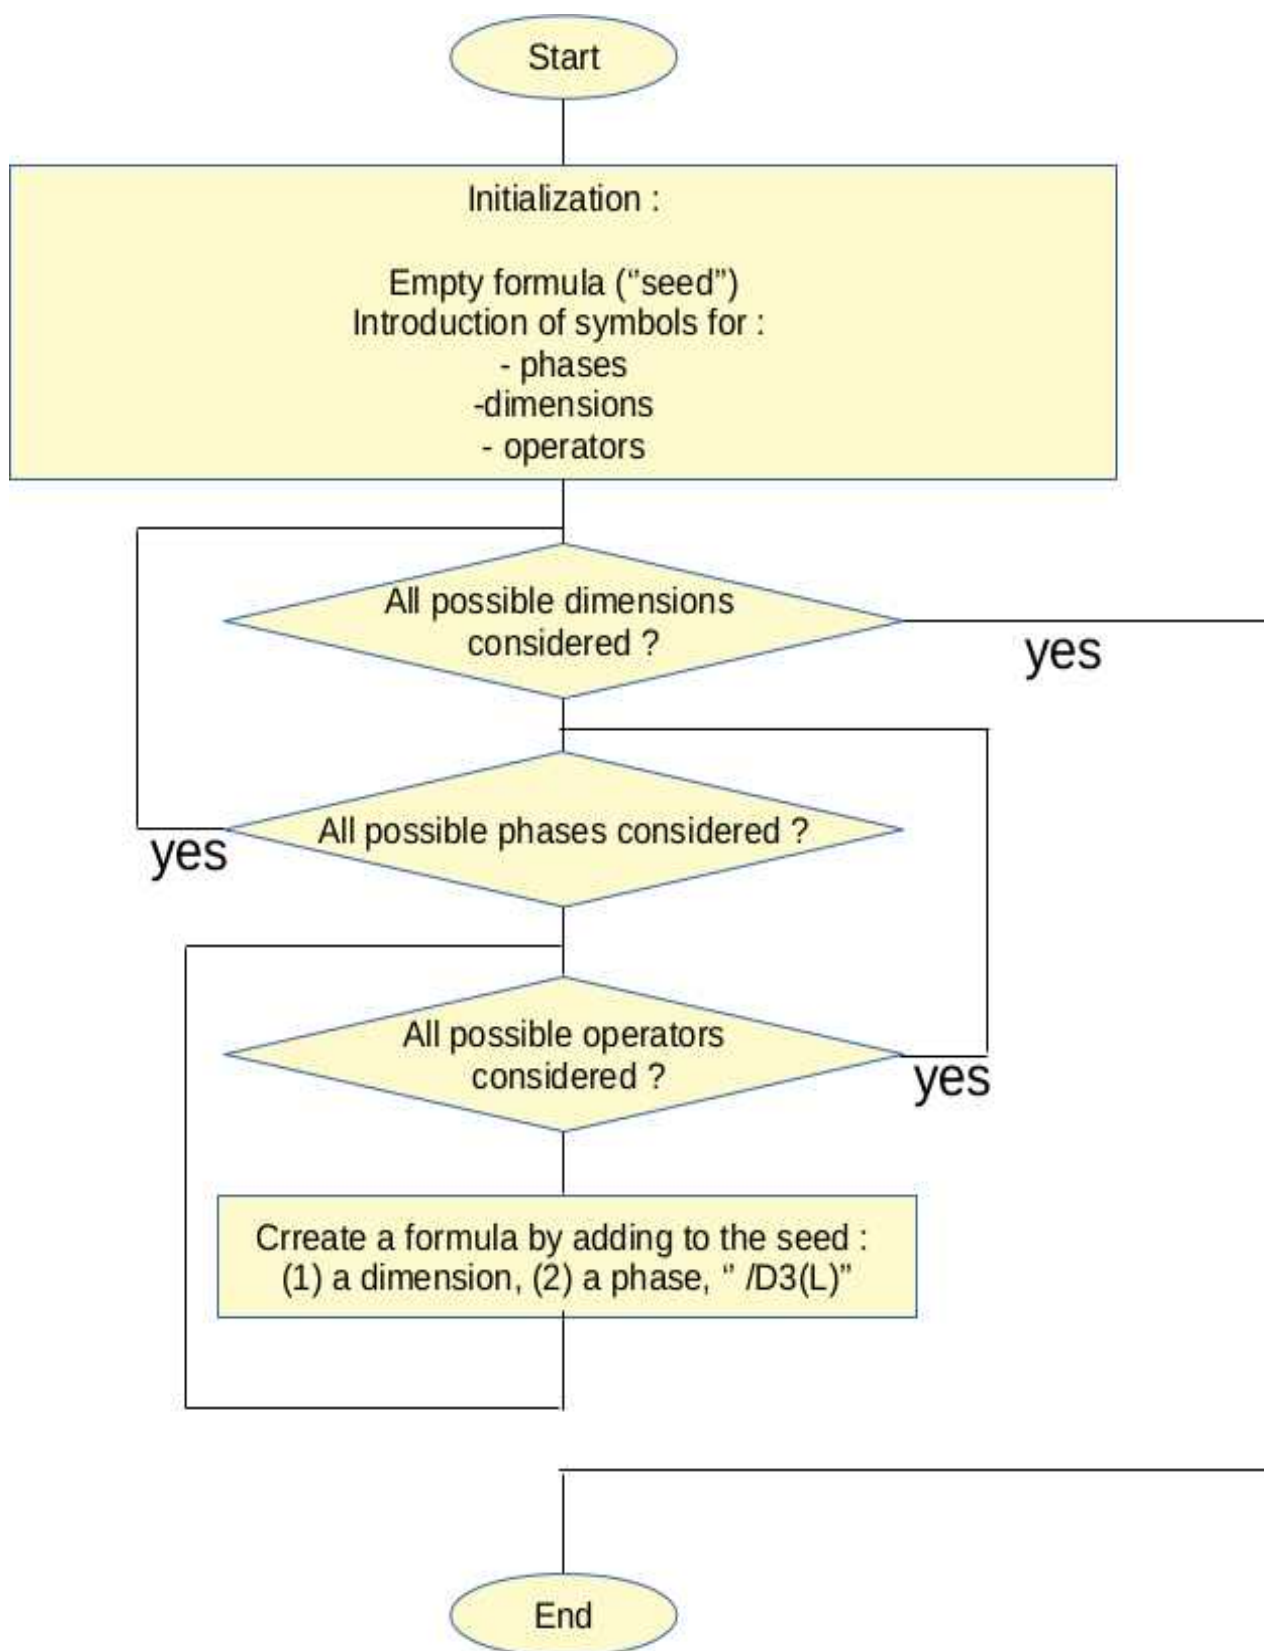 Start
Initialization :
Empty formula (“seed”)
Introduction of symbols for :
- phases
-dimensions
- operators
All possible dimensions
considered ?
yes
All possible phases considered ?
yes
All possible operators
considered ?
yes
Crreate a formula by adding to the seed :
(1) a dimension, (2) a phase, “ /D3(L)”
End